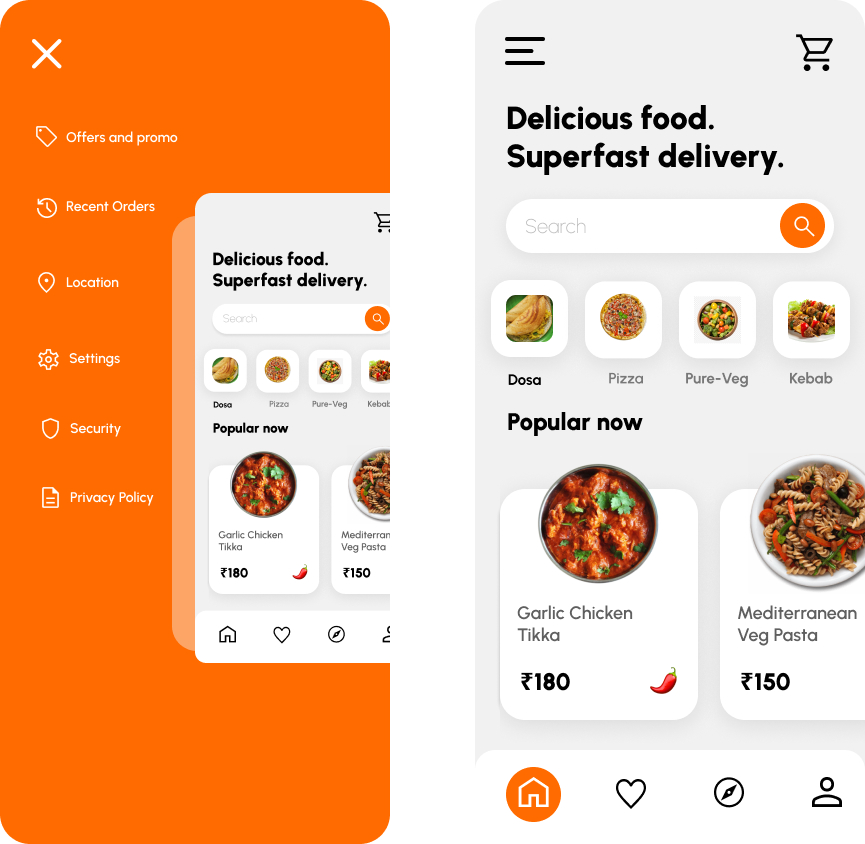 Offers and promo
Recent Orders
Location
Settings
Security
Privacy Policy
Delicious food.
Superfast delivery.
Search
Dosa
Pizza
Pure-Veg
Kebab
Popular now
Garlic Chicken
Tikka
₹180
Mediterran
Veg Pasta
₹150
Delicious food.
Superfast delivery.
Search
Dosa
Pizza
Pure-Veg
Kebab
Popular now
Garlic Chicken
Tikka
₹180
Mediterranean
Veg Pasta
₹150